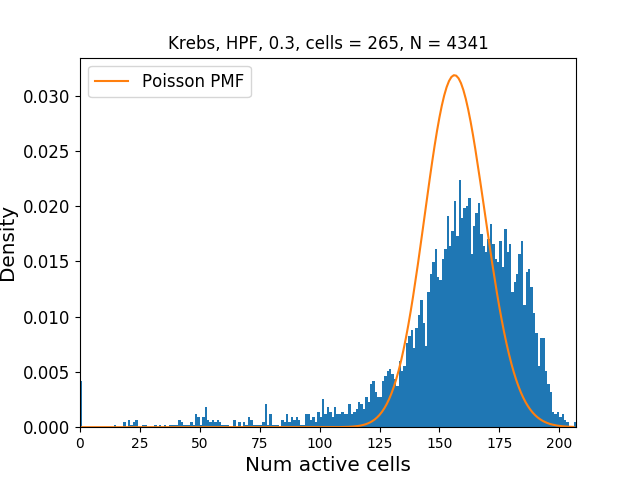 Krebs, HPF, 0.3, cells = 265, N = 4341
Poisson PMF
0.030
0.025
0.020
0.015
0.010
0.005
0.000
Density
0 25 50 75 100 125 150 175 200
Num active cells